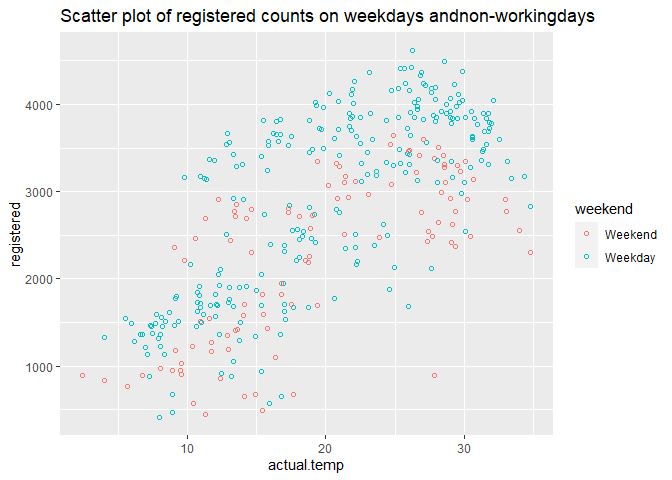 Scatter plot of registered counts on weekdays andnon-workingdays
registered
4000
3000
2000
1000
10
20
30
actual.temp
weekend
Weekend
Weekday